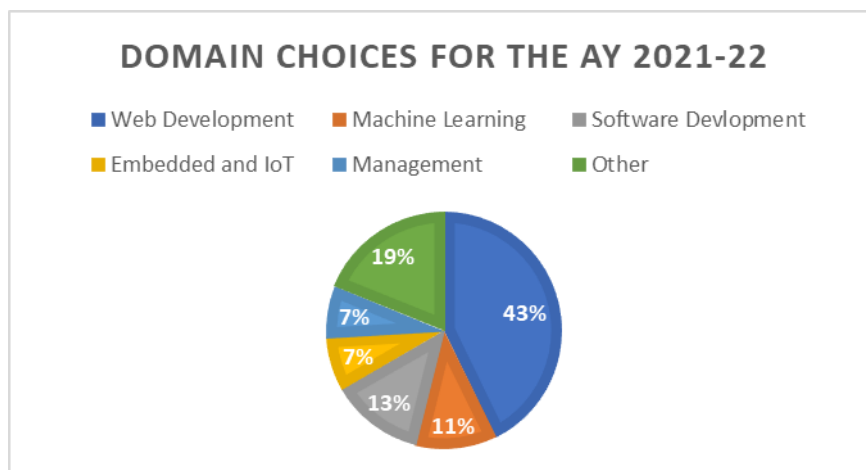 DOMAIN CHOICES FOR THE AY 2021-22
Web Development Machine Learning Software Devlopment
Embedded and IoT Management Other
19%
43%
7%
7%
13%
11%